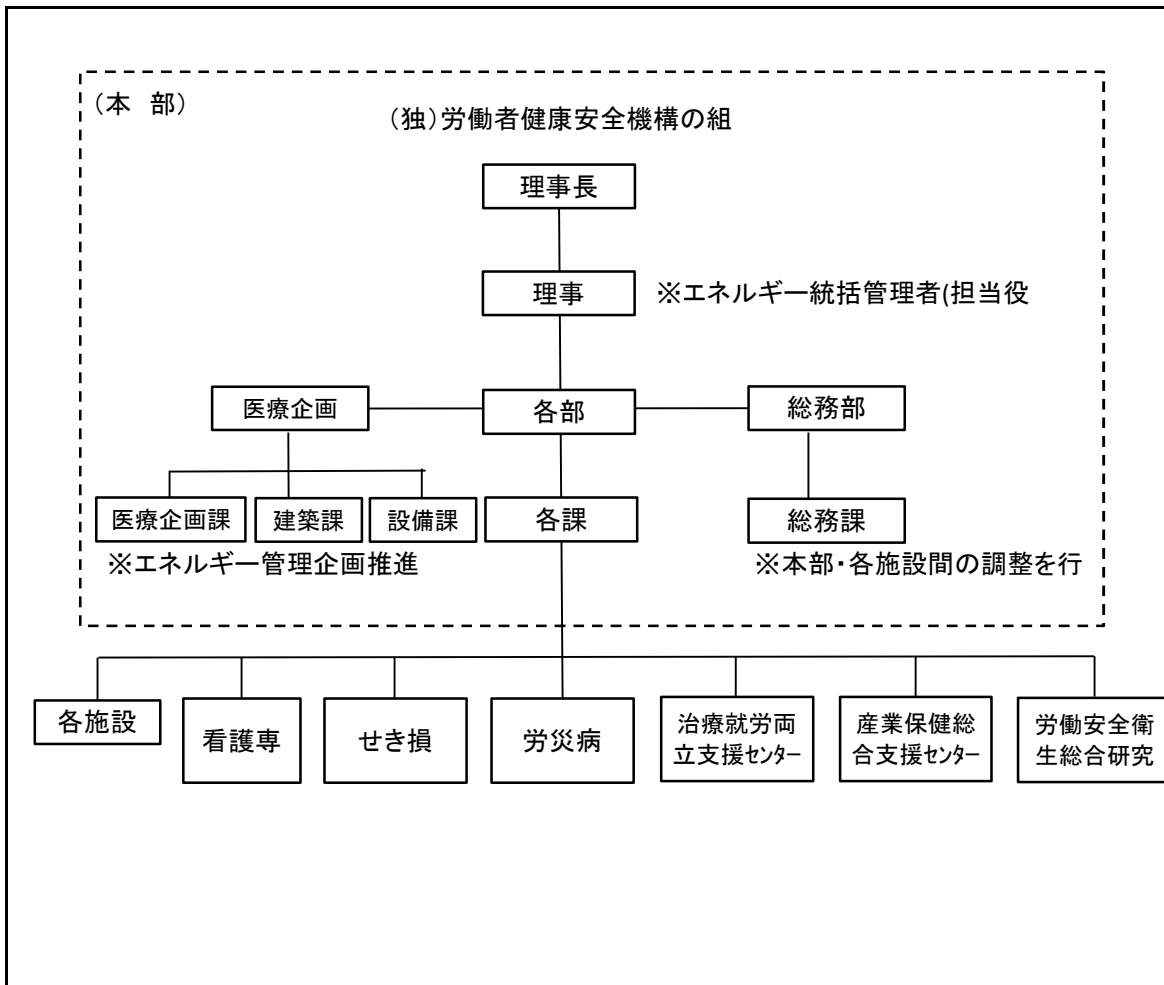 (本 部)
(独)労働者健康安全機構の組
理事長
理事
※エネルギー統括管理者(担当役
医療企画
各部
総務部
医療企画課
建築課
設備課
各課
総務課
※エネルギー管理企画推進
※本部・各施設間の調整を行
各施設
看護専
せき損
労災病
治療就労両
立支援センター
産業保健総
合支援センター
労働安全衛
生総合研究